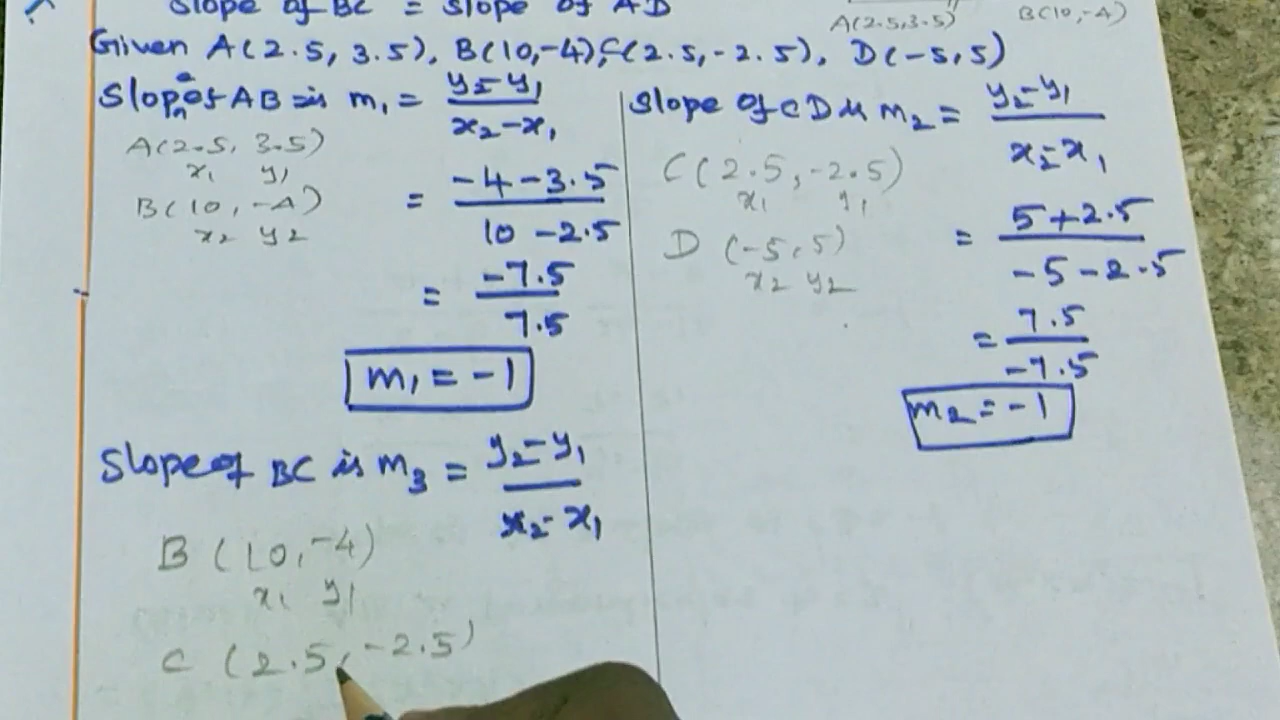 Slope of BC = Slope of AD
A(2.5,3.5) B(10,-4)
Given A(2.5, 3.5), B(10,-4), C(2.5,-2.5), D(-5,5)
Slope of AB is m₁ = y₂-y₁ / x₂-x₁
A(2.5, 3.5)
x₁ y₁
B(10, -4)
x₂ y₂
= -4-3.5 / 10-2.5
= -7.5 / 7.5
m₁ = -1
Slope of CD is m₂ = y₂-y₁ / x₂-x₁
C(2.5,-2.5)
x₁ y₁
D (-5,5)
x₂ y₂
= 5+2.5 / -5-2.5
= 7.5 / -7.5
m₂ = -1
Slope of BC is m₃ = y₂-y₁ / x₂-x₁
B (10,-4)
x₁ y₁
C (2.5, -2.5)